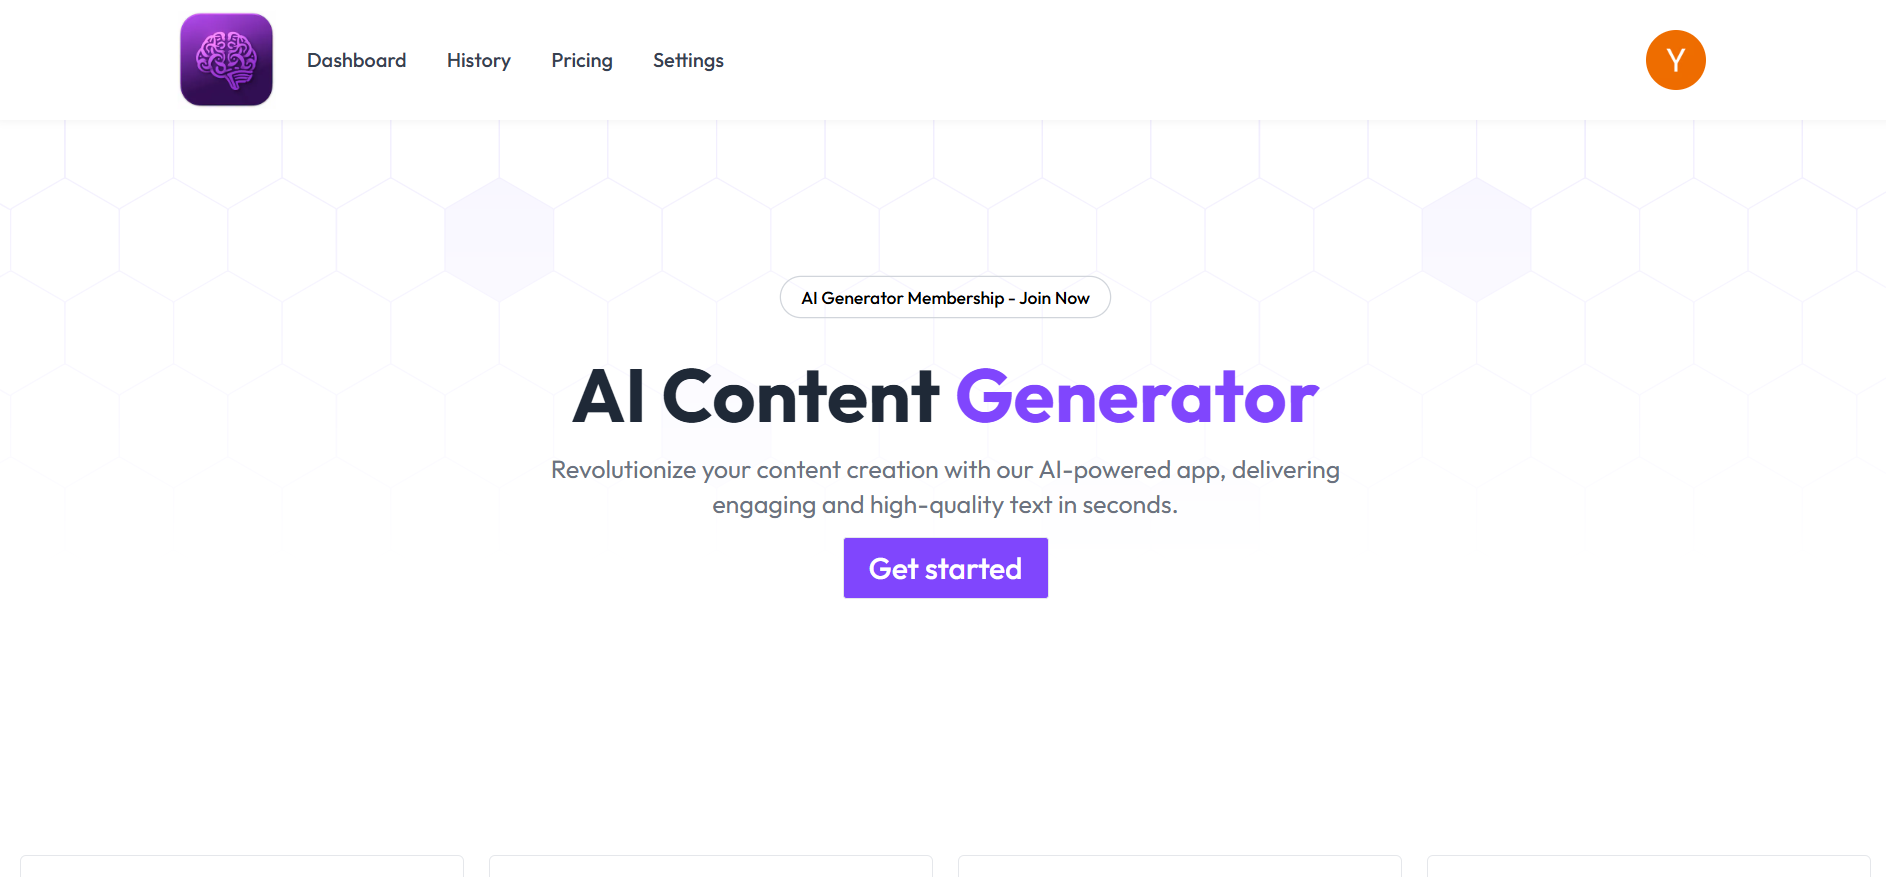 Dashboard History Pricing Settings Y
AI Generator Membership - Join Now
AI Content Generator
Revolutionize your content creation with our AI-powered app, delivering
engaging and high-quality text in seconds.
Get started